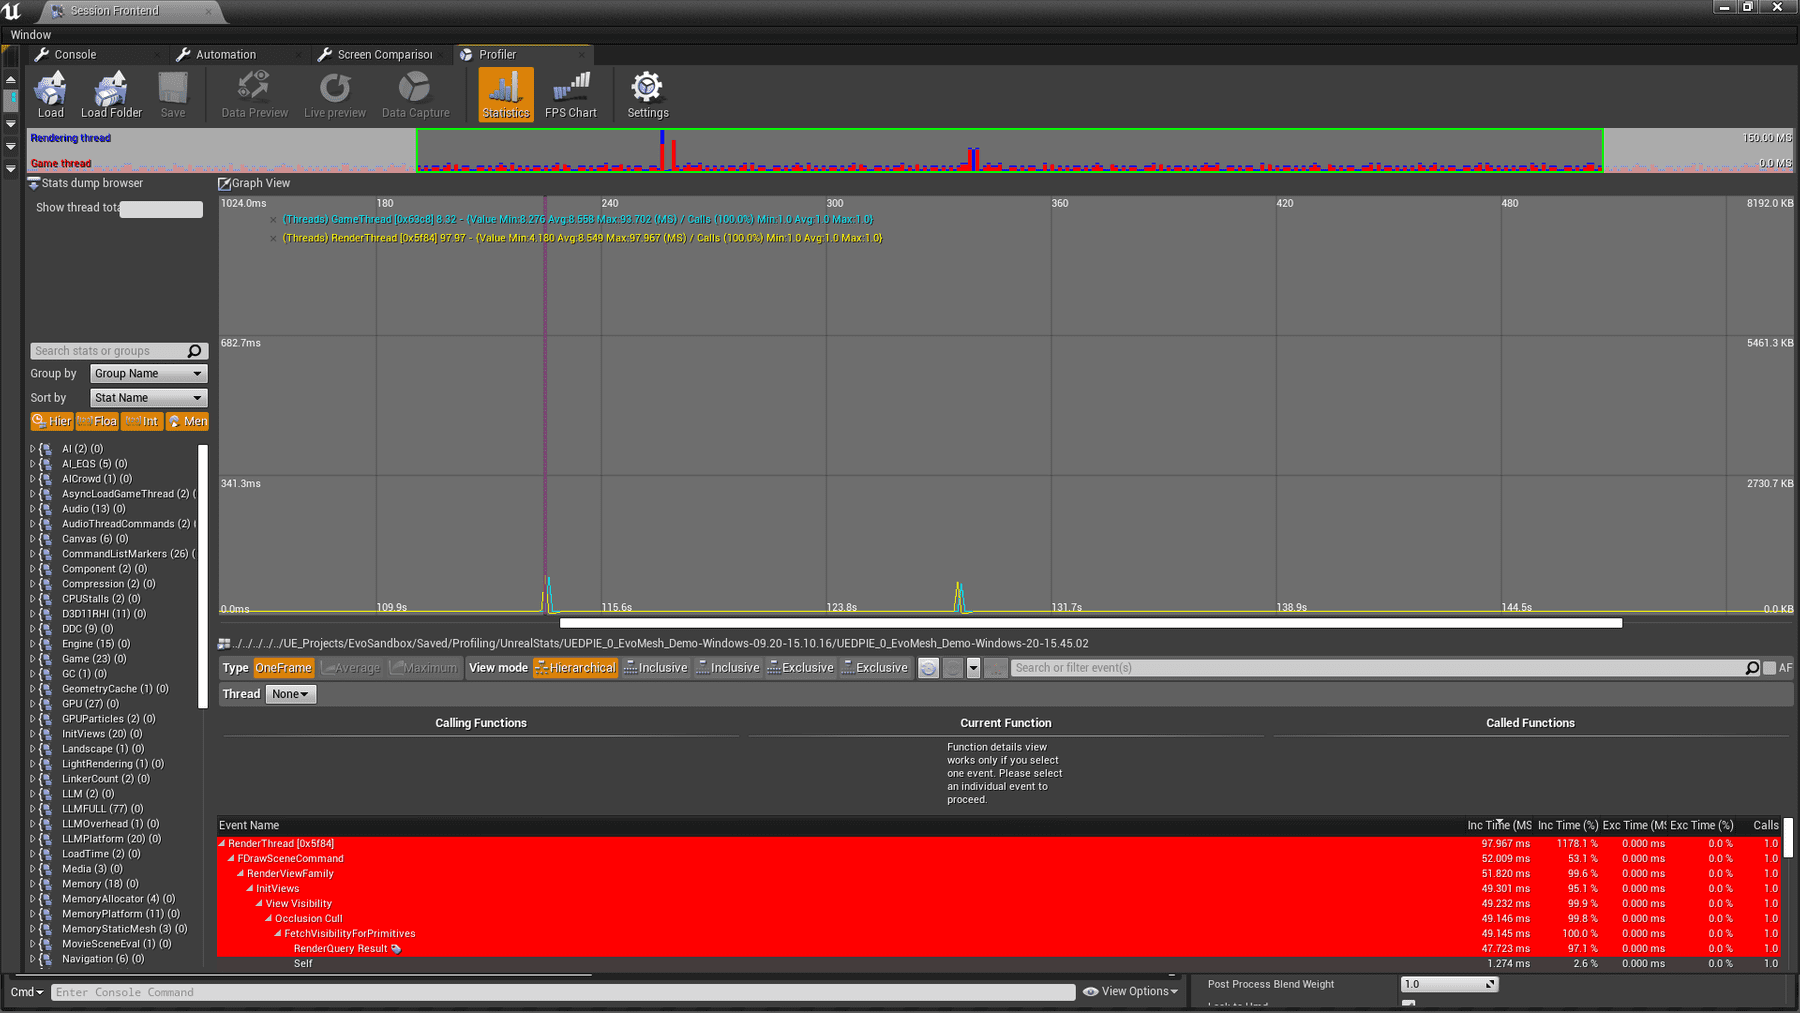 Session Frontend
Window
Console
Automation
Screen Comparison
Profiler
Load
Load Folder
Save
Data Preview
Live preview
Data Capture
Statistics
FPS Chart
Settings
Rendering thread
150.00 MS
Game thread
0.0 MS
Stats dump browser
Graph View
Show thread tota
1024.0ms
180
240
300
360
420
480
8192.0 KB
(Threads) GameThread [0x63c8] 8.32 - {Value Min:8.276 Avg:8.558 Max:93.702 (MS) / Calls (100.0%) Min:1.0 Avg:1.0 Max:1.0}
(Threads) RenderThread [0x5f84] 97.97 - {Value Min:4.180 Avg:8.549 Max:97.967 (MS) / Calls (100.0%) Min:1.0 Avg:1.0 Max:1.0}
682.7ms
5461.3 KB
341.3ms
2730.7 KB
0.0ms
109.9s
115.6s
123.8s
131.7s
138.9s
144.5s
0.0 KB
Search stats or groups
Group by
Group Name
Sort by
Stat Name
Hier
Floa
Int
Men
AI (2) (0)
AI_EQS (5) (0)
AICrowd (1) (0)
AsyncLoadGameThread (2) (
Audio (13) (0)
AudioThreadCommands (2) (
Canvas (6) (0)
CommandListMarkers (26) (
Component (2) (0)
Compression (2) (0)
CPUStalls (2) (0)
D3D11RHI (11) (0)
DDC (9) (0)
Engine (15) (0)
Game (23) (0)
GC (1) (0)
GeometryCache (1) (0)
GPU (27) (0)
GPUParticles (2) (0)
InitViews (20) (0)
Landscape (1) (0)
LightRendering (1) (0)
LinkerCount (2) (0)
LLM (2) (0)
LLMFULL (77) (0)
LLMOverhead (1) (0)
LLMPlatform (20) (0)
LoadTime (2) (0)
Media (3) (0)
Memory (18) (0)
MemoryAllocator (4) (0)
MemoryPlatform (11) (0)
MemoryStaticMesh (3) (0)
MovieSceneEval (1) (0)
Navigation (6) (0)
../../../../../UE_Projects/EvoSandbox/Saved/Profiling/UnrealStats/UEDPIE_0_EvoMesh_Demo-Windows-09.20-15.10.16/UEDPIE_0_EvoMesh_Demo-Windows-20-15.45.02
Type
OneFrame
Average
Maximum
View mode
Hierarchical
Inclusive
Inclusive
Exclusive
Exclusive
Search or filter event(s)
AF
Thread
None
Calling Functions
Current Function
Called Functions
Function details view
works only if you select
one event. Please select
an individual event to
proceed.
Event Name
Inc Time (MS
Inc Time (%)
Exc Time (MS
Exc Time (%)
Calls
RenderThread [0x5f84] 97.967 ms 1178.1 % 0.000 ms 0.0 % 1.0
FDrawSceneCommand 52.009 ms 53.1 % 0.000 ms 0.0 % 1.0
RenderViewFamily 51.820 ms 99.6 % 0.000 ms 0.0 % 1.0
InitViews 49.301 ms 95.1 % 0.000 ms 0.0 % 1.0
View Visibility 49.232 ms 99.9 % 0.000 ms 0.0 % 1.0
Occlusion Cull 49.146 ms 99.8 % 0.000 ms 0.0 % 1.0
FetchVisibilityForPrimitives 49.145 ms 100.0 % 0.000 ms 0.0 % 1.0
RenderQuery Result 47.723 ms 97.1 % 0.000 ms 0.0 % 1.0
Self 1.274 ms 2.6 % 0.000 ms 0.0 % 1.0
Cmd
Enter Console Command
View Options
Post Process Blend Weight
1.0